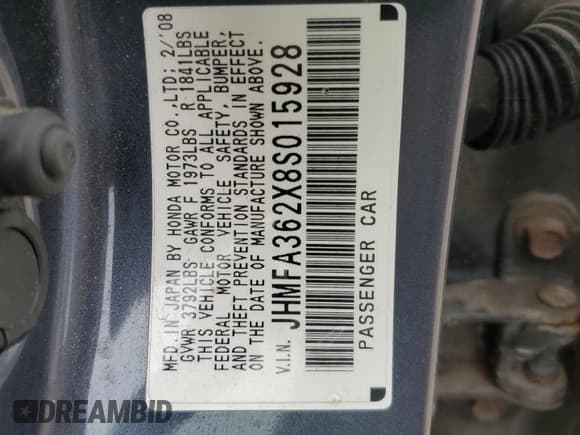 MFD. IN JAPAN BY HONDA MOTOR CO.,LTD; 2/'08
GVWR 3792LBS GAWR F 1973LBS R 1841LBS
THIS VEHICLE CONFORMS TO ALL APPLICABLE
FEDERAL MOTOR VEHICLE SAFETY, BUMPER,
AND THEFT PREVENTION STANDARDS IN EFFECT
ON THE DATE OF MANUFACTURE SHOWN ABOVE.
V.I.N. JHMFA362X8S015928
PASSENGER CAR
DREAMBID